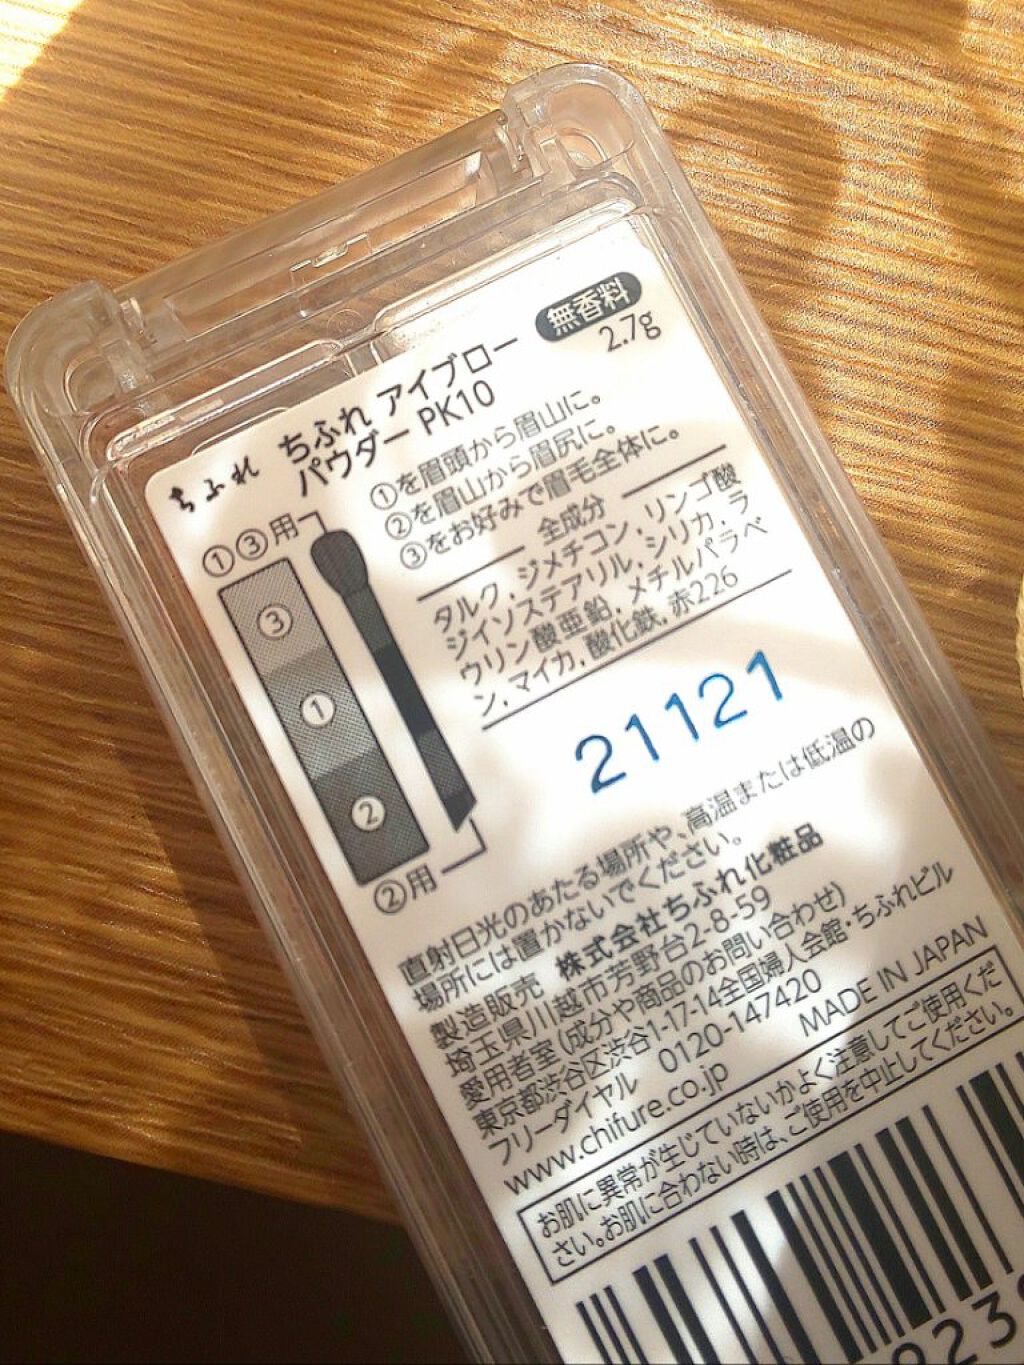 無香料
2.7g
ちふれ
ちふれ アイブロー
パウダー PK10
①を眉頭から眉山に。
②を眉山から眉尻に。
③をお好みで眉毛全体に。
①③用
③
①
②
②用
全成分
タルク, ジメチコン, リンゴ酸
ジイソステアリル, シリカ, ラ
ウリン酸亜鉛, メチルパラベ
ン, マイカ, 酸化鉄, 赤226
21121
直射日光のあたる場所や、高温または低温の
場所には置かないでください。
製造販売 株式会社ちふれ化粧品
埼玉県川越市芳野台2-8-59
愛用者室(成分や商品のお問い合わせ)
東京都渋谷区渋谷1-17-14全国婦人会館・ちふれビル
フリーダイヤル 0120-147420
www.chifure.co.jp MADE IN JAPAN
お肌に異常が生じていないかよく注意してご使用くだ
さい。お肌に合わない時は、ご使用を中止してください。